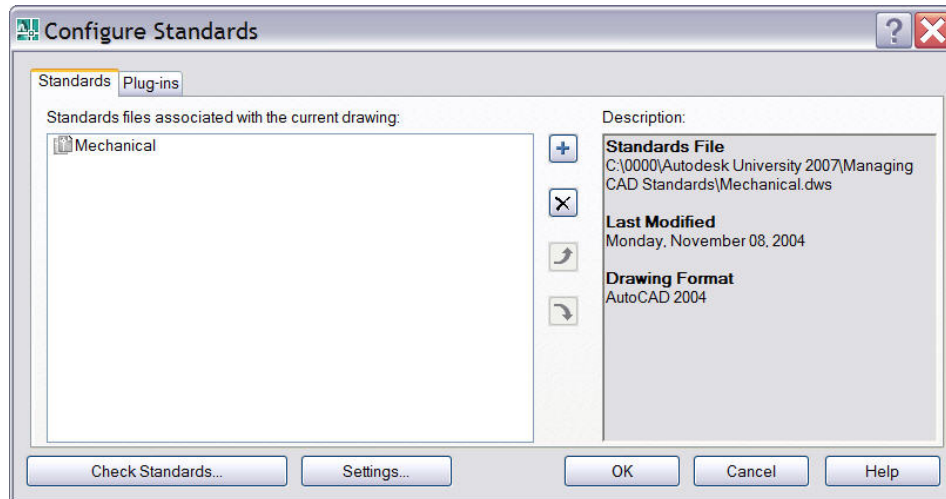 Configure Standards
Standards Plug-ins
Standards files associated with the current drawing:
Mechanical
Description:
Standards File
C:\0000\Autodesk University 2007\Managing
CAD Standards\Mechanical.dws
Last Modified
Monday, November 08, 2004
Drawing Format
AutoCAD 2004
Check Standards... Settings... OK Cancel Help